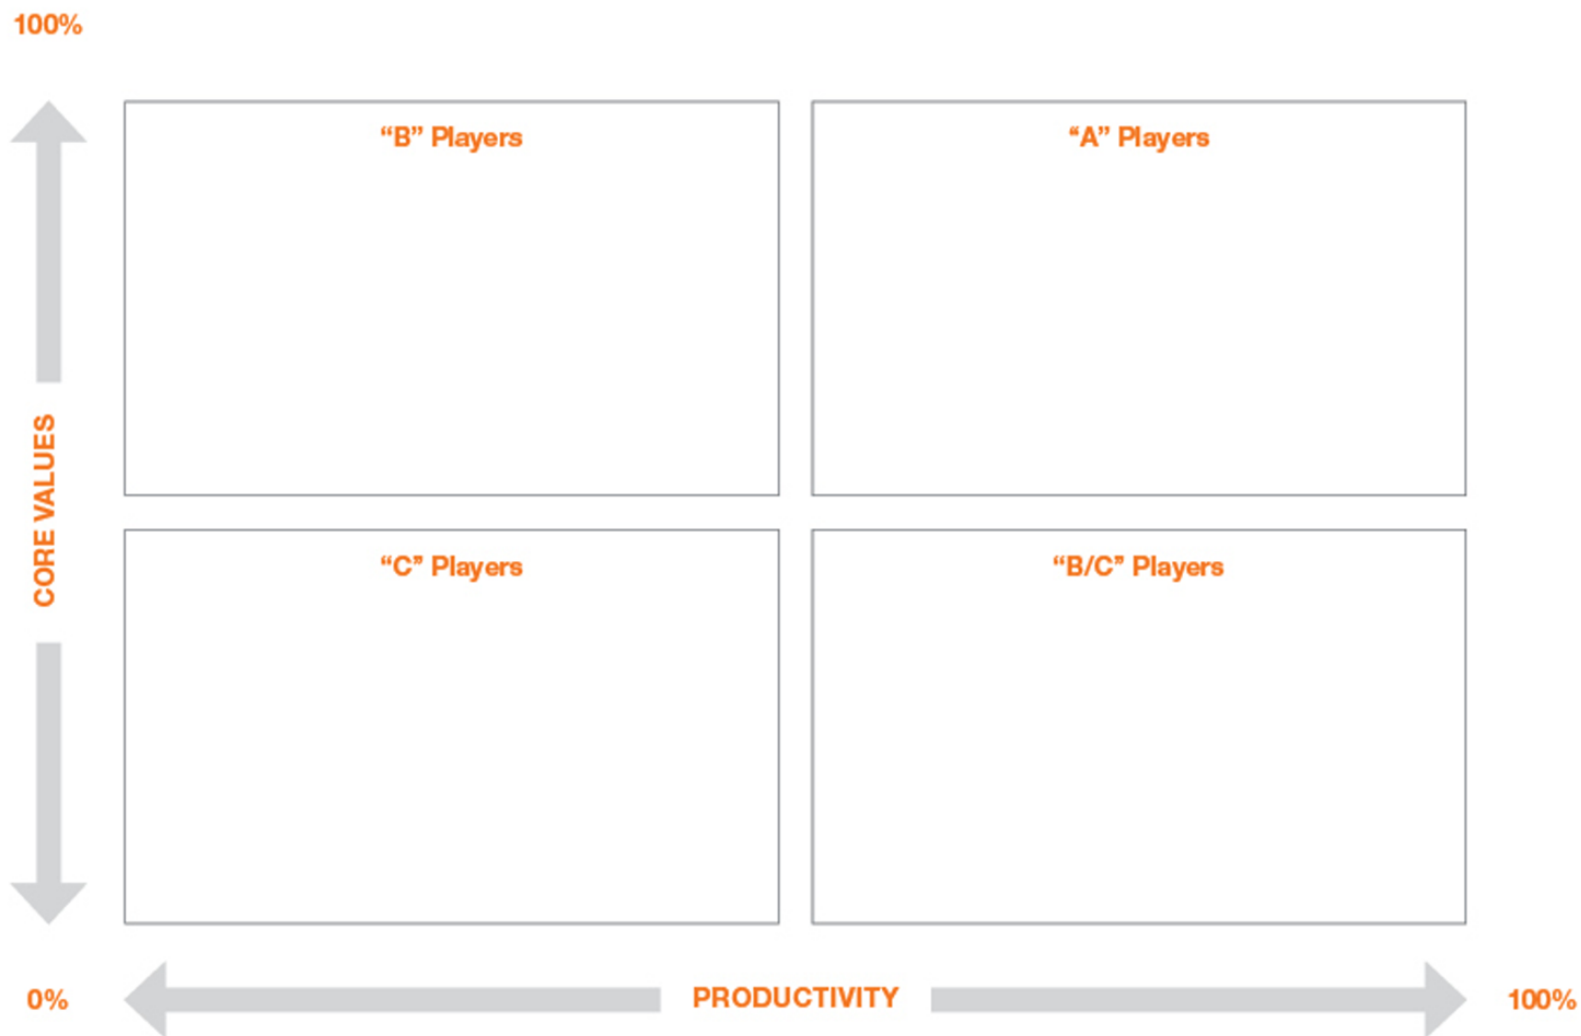 100%
“B” Players
“A” Players
CORE VALUES
“C” Players
“B/C” Players
0%
PRODUCTIVITY
100%